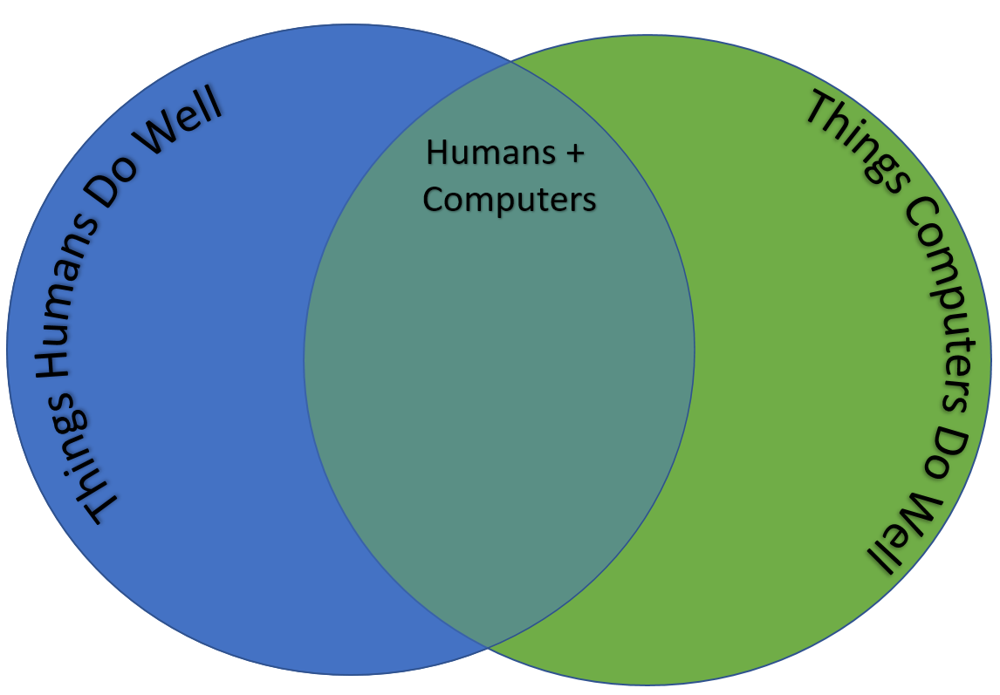 Things Humans Do Well
Humans +
Computers
Things Computers Do Well